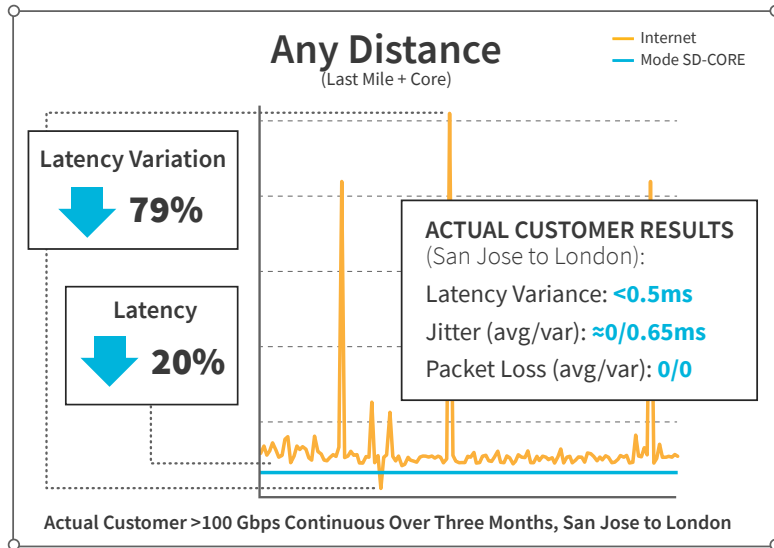 Any Distance
(Last Mile + Core)
Internet
Mode SD-CORE
Latency Variation
79%
Latency
20%
ACTUAL CUSTOMER RESULTS
(San Jose to London):
Latency Variance: <0.5ms
Jitter (avg/var): ≈0/0.65ms
Packet Loss (avg/var): 0/0
Actual Customer >100 Gbps Continuous Over Three Months, San Jose to London